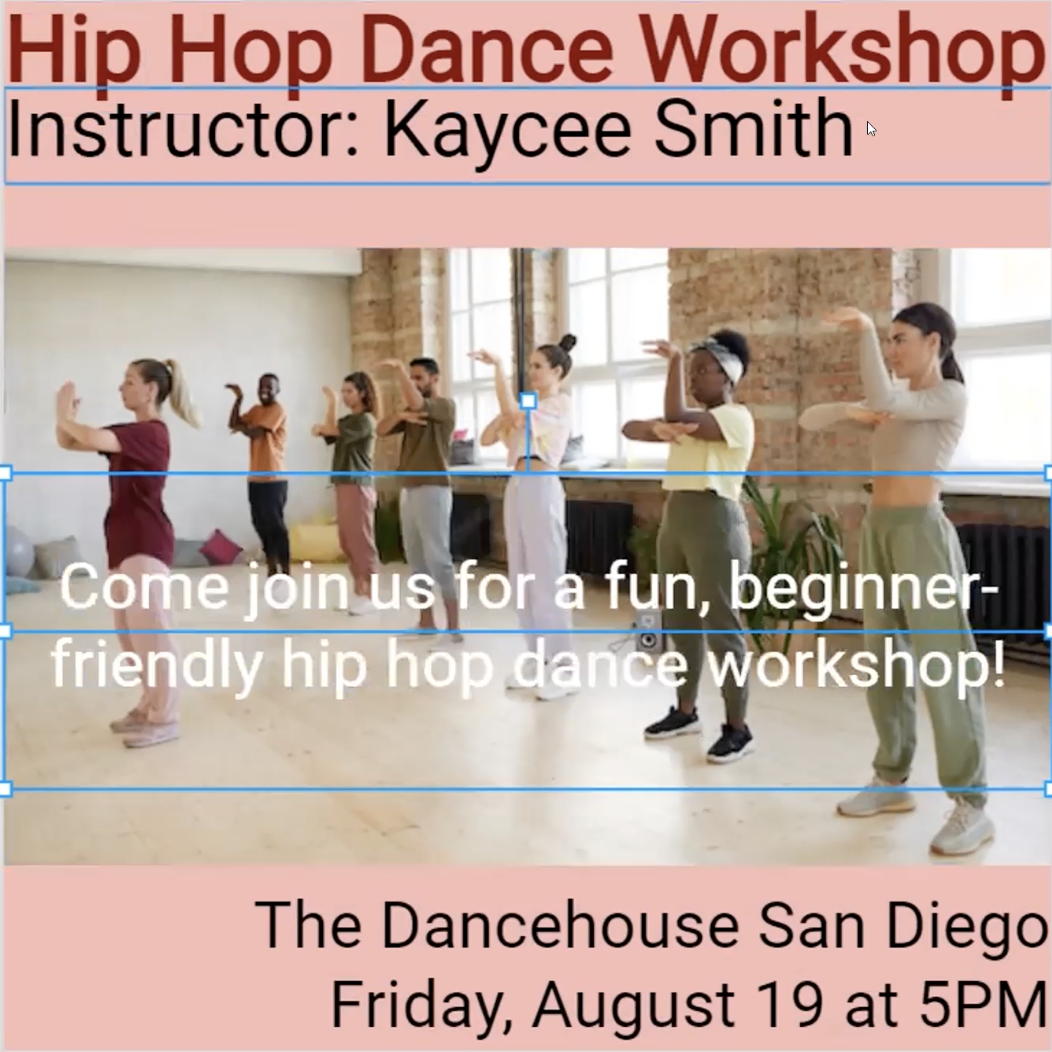 Hip Hop Dance Workshop
Instructor: Kaycee Smith
Come join us for a fun, beginner-
friendly hip hop dance workshop!
The Dancehouse San Diego
Friday, August 19 at 5PM